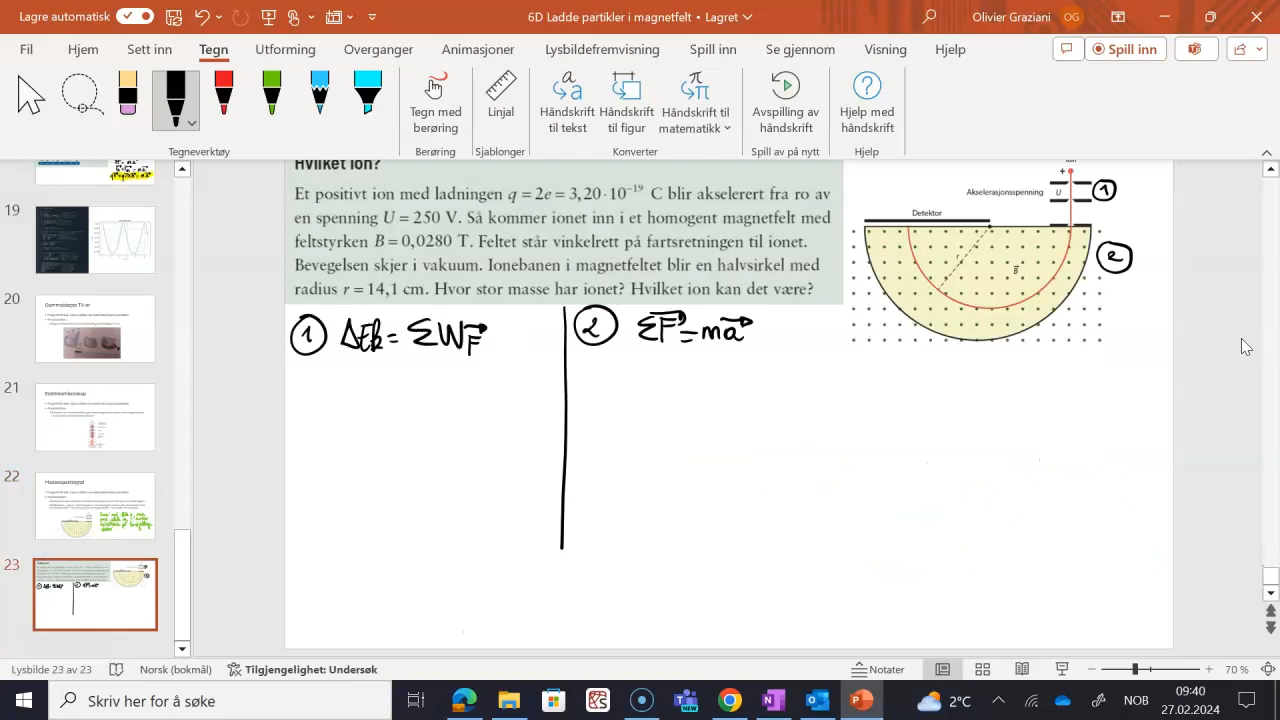 Lagre automatisk
6D Ladde partikler i magnetfelt • Lagret
Olivier Graziani OG
Fil Hjem Sett inn Tegn Utforming Overganger Animasjoner Lysbildefremvisning Spill inn Se gjennom Visning Hjelp
Spill inn
Tegn med berøring
Linjal
Håndskrift til tekst
Håndskrift til figur
Håndskrift til matematikk
Avspilling av håndskrift
Hjelp med håndskrift
Tegneverktøy Berøring Sjablonger Konverter Spill av på nytt Hjelp
19
20
Gammeldagse TV-er
21
Elektronmikroskop
22
Massespektrograf
23
Hvilket ion?
Et positivt ion med ladningen q = 2e = 3,20·10⁻¹⁹ C blir akselerert fra ro av
en spenning U = 250 V. Så kommer ionet inn i et homogent magnetfelt med
feltstyrken B = 0,0280 T. Feltet står vinkelrett på fartsretningen til ionet.
Bevegelsen skjer i vakuum. Ionebanen i magnetfeltet blir en halvsirkel med
radius r = 14,1 cm. Hvor stor masse har ionet? Hvilket ion kan det være?
+
Akselerasjonsspenning U
1
Detektor
r
2
① ΔEk = ΣWF⃗
② ΣF⃗ = ma⃗
Lysbilde 23 av 23
Norsk (bokmål)
Tilgjengelighet: Undersøk
Notater
70 %
Skriv her for å søke
NEW
2°C
NOB
09:40
27.02.2024